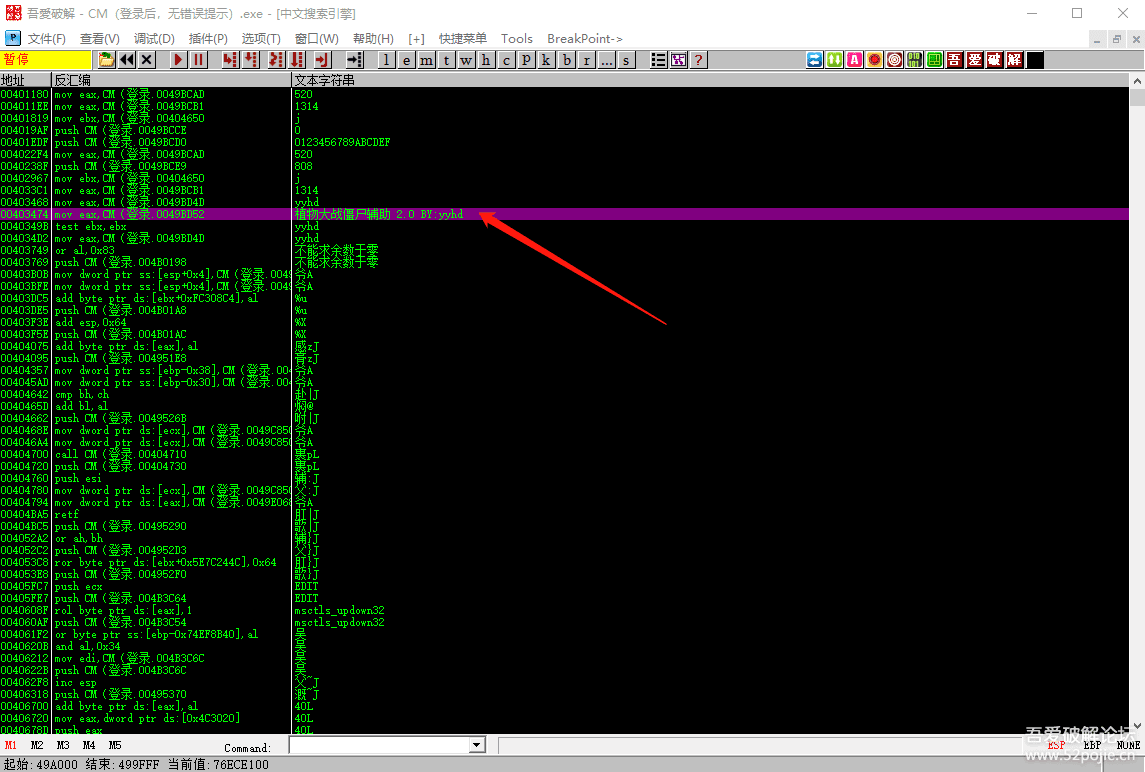 吾爱破解 - CM（登录后，无错误提示）.exe - [中文搜索引擎]
文件(F) 查看(V) 调试(D) 插件(P) 选项(T) 窗口(W) 帮助(H) [+] 快捷菜单 Tools BreakPoint->
暂停 l e m t w h c P k b r ... s ? A 吾 爱 破 解
地址 反汇编 文本字符串
00401180 mov eax,CM（登录.0049BCAD 520
004011EE mov eax,CM（登录.0049BCB1 1314
00401819 mov ebx,CM（登录.00404650 j
004019AF push CM（登录.0049BCCE 0
00401EDF push CM（登录.0049BCD0 0123456789ABCDEF
004022F4 mov eax,CM（登录.0049BCAD 520
0040238F push CM（登录.0049BCE9 808
00402967 mov ebx,CM（登录.00404650 j
004033C1 mov eax,CM（登录.0049BCB1 1314
00403468 mov eax,CM（登录.0049BD4D yyhd
00403474 mov eax,CM（登录.0049BD52 植物大战僵尸辅助 2.0 BY:yyhd
0040349B test ebx,ebx yyhd
004034D2 mov eax,CM（登录.0049BD4D yyhd
00403749 or al,0x83 不能求余数于零
00403769 push CM（登录.004B0198 不能求余数于零
00403B0B mov dword ptr ss:[esp+0x4],CM（登录.0049 爷A
00403BFE mov dword ptr ss:[esp+0x4],CM（登录.0049 爷A
00403DC5 add byte ptr ds:[ebx+0xFC308C4],al %u
00403DE5 push CM（登录.004B01A8 %u
00403F3E add esp,0x64 %X
00403F5E push CM（登录.004B01AC %X
00404075 add byte ptr ds:[eax],al 感zJ
00404095 push CM（登录.004951E8 膏zJ
00404357 mov dword ptr ss:[ebp-0x38],CM（登录.004 爷A
004045AD mov dword ptr ss:[ebp-0x30],CM（登录.004 爷A
00404642 cmp bh,ch 赴|J
0040465D add bl,al 焖@
00404662 push CM（登录.0049526B 咐|J
0040468E mov dword ptr ds:[ecx],CM（登录.0049C850 爷A
004046A4 mov dword ptr ds:[ecx],CM（登录.0049C850 爷A
00404700 call CM（登录.00404710 裏pL
00404720 push CM（登录.00404730 裏pL
00404760 push esi 辅:J
00404780 mov dword ptr ds:[ecx],CM（登录.0049C850 父:J
00404794 mov dword ptr ds:[eax],CM（登录.0049E068 爷A
00404BA5 retf 肛|J
00404BC5 push CM（登录.00495290 歌|J
004052A2 or ah,bh 辅}J
004052C2 push CM（登录.004952D3 父}J
004053C8 ror byte ptr ds:[ebx+0x5E7C244C],0x64 肛}J
004053E8 push CM（登录.004952F0 歌}J
00405FC7 push ecx EDIT
00405FE7 push CM（登录.004B3C64 EDIT
0040608F rol byte ptr ds:[eax],1 msctls_updown32
004060AF push CM（登录.004B3C54 msctls_updown32
004061F2 or byte ptr ss:[ebp-0x74EF8B40],al 吴
0040620B and al,0x34 吴
00406212 mov edi,CM（登录.004B3C6C 吴
0040622B push CM（登录.004B3C6C 吴
004062F8 inc esp 父~J
00406318 push CM（登录.00495370 溉~J
00406700 add byte ptr ds:[eax],al 40L
00406720 mov eax,dword ptr ds:[0x4C3020] 40L
0040678D push eax 40L
M1 M2 M3 M4 M5 Command: ESP EBP NONE
起始:49A000 结束:499FFF 当前值:76ECE100
吾爱破解论坛
www.52pojie.cn